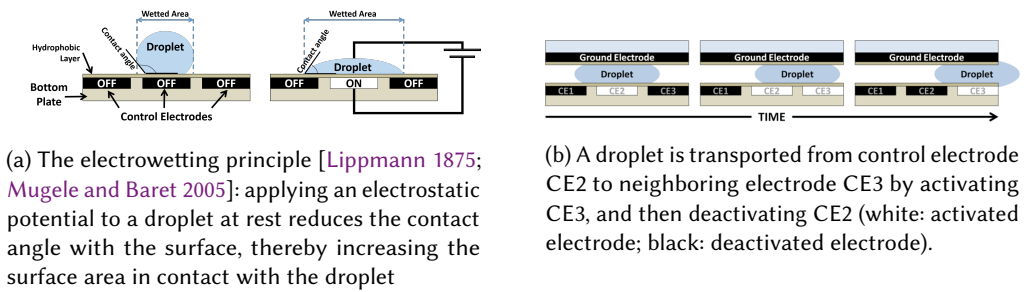 Wetted Area
Wetted Area
Contact angle
Droplet
Hydrophobic
Layer
Contact angle
Droplet
OFF OFF OFF
OFF ON OFF
Bottom
Plate
Control Electrodes
(a) The electrowetting principle [Lippmann 1875;
Mugele and Baret 2005]: applying an electrostatic
potential to a droplet at rest reduces the contact
angle with the surface, thereby increasing the
surface area in contact with the droplet
Ground Electrode
Droplet
CE1 CE2 CE3
Ground Electrode
Droplet
CE1 CE2 CE3
Ground Electrode
Droplet
CE1 CE2 CE3
TIME
(b) A droplet is transported from control electrode
CE2 to neighboring electrode CE3 by activating
CE3, and then deactivating CE2 (white: activated
electrode; black: deactivated electrode).